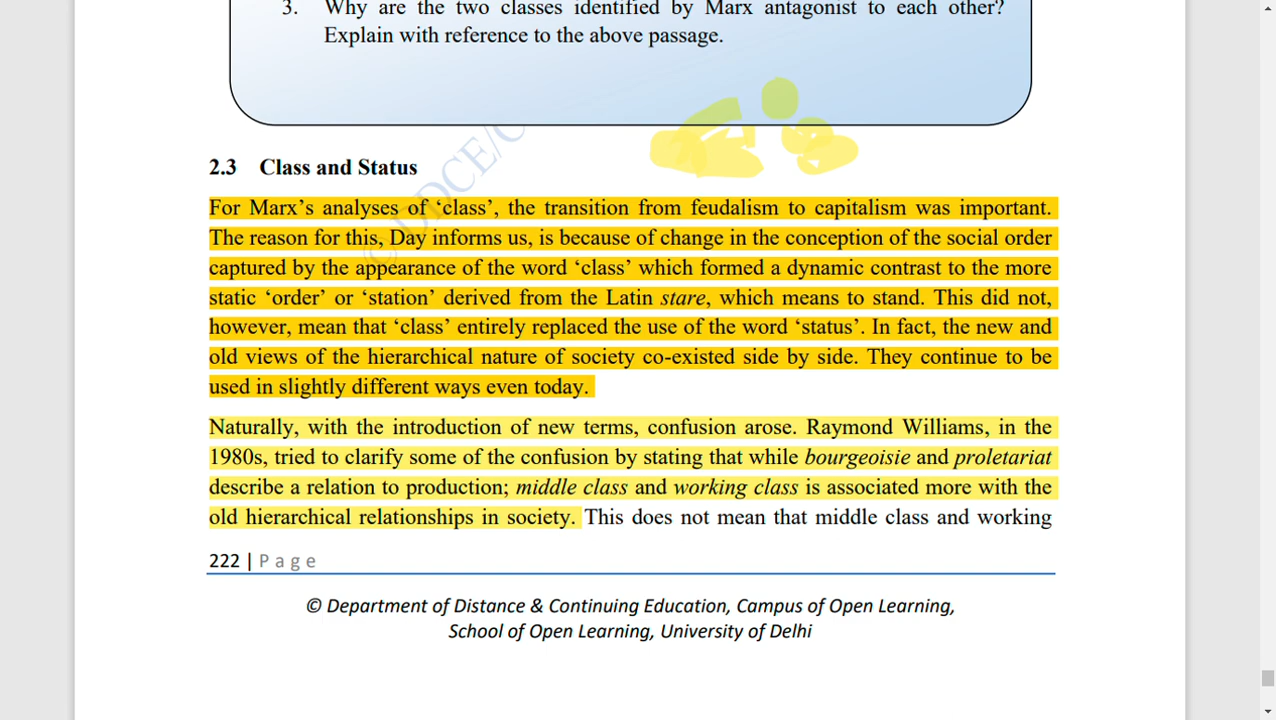 3. Why are the two classes identified by Marx antagonist to each other?
Explain with reference to the above passage.
© DDCE/C
2.3 Class and Status
For Marx’s analyses of ‘class’, the transition from feudalism to capitalism was important.
The reason for this, Day informs us, is because of change in the conception of the social order
captured by the appearance of the word ‘class’ which formed a dynamic contrast to the more
static ‘order’ or ‘station’ derived from the Latin stare, which means to stand. This did not,
however, mean that ‘class’ entirely replaced the use of the word ‘status’. In fact, the new and
old views of the hierarchical nature of society co-existed side by side. They continue to be
used in slightly different ways even today.
Naturally, with the introduction of new terms, confusion arose. Raymond Williams, in the
1980s, tried to clarify some of the confusion by stating that while bourgeoisie and proletariat
describe a relation to production; middle class and working class is associated more with the
old hierarchical relationships in society. This does not mean that middle class and working
222 | Page
© Department of Distance & Continuing Education, Campus of Open Learning,
School of Open Learning, University of Delhi